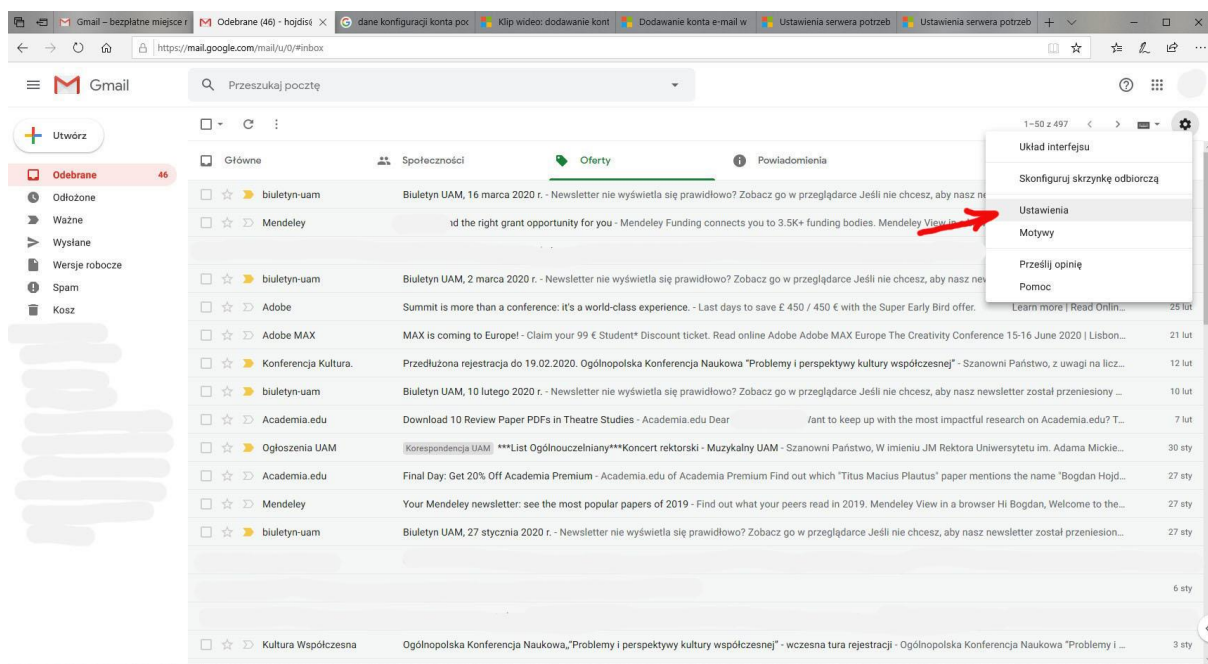 Gmail – bezpłatne miejsce r
Odebrane (46) - hojdis@
dane konfiguracji konta poc
Klip wideo: dodawanie kont
Dodawanie konta e-mail w
Ustawienia serwera potrzeb
Ustawienia serwera potrzeb
https://mail.google.com/mail/u/0/#inbox
Gmail
Przeszukaj pocztę
Utwórz
1–50 z 497
Odebrane 46
Odłożone
Ważne
Wysłane
Wersje robocze
Spam
Kosz
Główne
Społeczności
Oferty
Powiadomienia
Układ interfejsu
Skonfiguruj skrzynkę odbiorczą
Ustawienia
Motywy
Prześlij opinię
Pomoc
biuletyn-uam Biuletyn UAM, 16 marca 2020 r. - Newsletter nie wyświetla się prawidłowo? Zobacz go w przeglądarce Jeśli nie chcesz, aby nasz ne
Mendeley nd the right grant opportunity for you - Mendeley Funding connects you to 3.5K+ funding bodies. Mendeley View in a
biuletyn-uam Biuletyn UAM, 2 marca 2020 r. - Newsletter nie wyświetla się prawidłowo? Zobacz go w przeglądarce Jeśli nie chcesz, aby nasz nev
Adobe Summit is more than a conference: it's a world-class experience. - Last days to save £ 450 / 450 € with the Super Early Bird offer. Learn more | Read Onlin... 25 lut
Adobe MAX MAX is coming to Europe! - Claim your 99 € Student* Discount ticket. Read online Adobe Adobe MAX Europe The Creativity Conference 15-16 June 2020 | Lisbon... 21 lut
Konferencja Kultura. Przedłużona rejestracja do 19.02.2020. Ogólnopolska Konferencja Naukowa "Problemy i perspektywy kultury współczesnej" - Szanowni Państwo, z uwagi na licz... 12 lut
biuletyn-uam Biuletyn UAM, 10 lutego 2020 r. - Newsletter nie wyświetla się prawidłowo? Zobacz go w przeglądarce Jeśli nie chcesz, aby nasz newsletter został przeniesiony ... 10 lut
Academia.edu Download 10 Review Paper PDFs in Theatre Studies - Academia.edu Dear /ant to keep up with the most impactful research on Academia.edu? T... 7 lut
Ogłoszenia UAM Korespondencja UAM ***List Ogólnouczelniany***Koncert rektorski - Muzykalny UAM - Szanowni Państwo, W imieniu JM Rektora Uniwersytetu im. Adama Mickie... 30 sty
Academia.edu Final Day: Get 20% Off Academia Premium - Academia.edu of Academia Premium Find out which "Titus Macius Plautus" paper mentions the name "Bogdan Hojd... 27 sty
Mendeley Your Mendeley newsletter: see the most popular papers of 2019 - Find out what your peers read in 2019. Mendeley View in a browser Hi Bogdan, Welcome to the... 27 sty
biuletyn-uam Biuletyn UAM, 27 stycznia 2020 r. - Newsletter nie wyświetla się prawidłowo? Zobacz go w przeglądarce Jeśli nie chcesz, aby nasz newsletter został przeniesion... 27 sty
6 sty
Kultura Współczesna Ogólnopolska Konferencja Naukowa,,"Problemy i perspektywy kultury współczesnej" - wczesna tura rejestracji - Ogólnopolska Konferencja Naukowa "Problemy i ... 3 sty